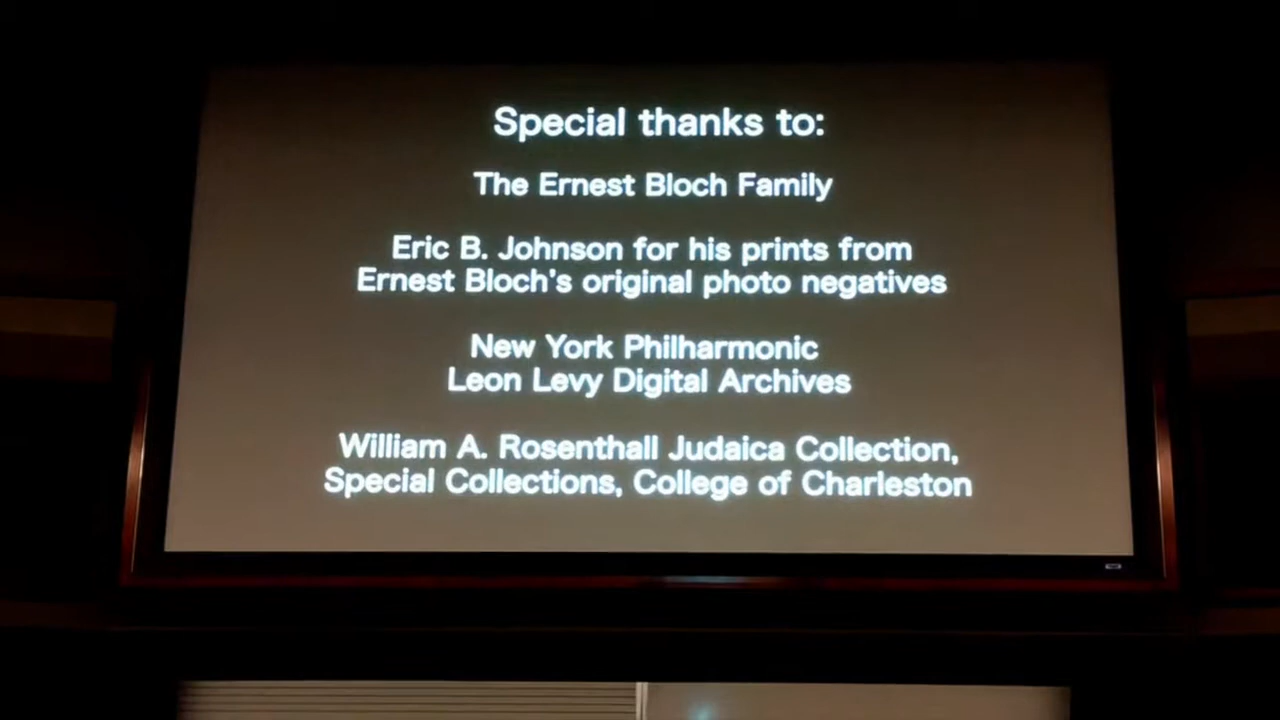 Special thanks to:
The Ernest Bloch Family
Eric B. Johnson for his prints from
Ernest Bloch's original photo negatives
New York Philharmonic
Leon Levy Digital Archives
William A. Rosenthall Judaica Collection,
Special Collections, College of Charleston